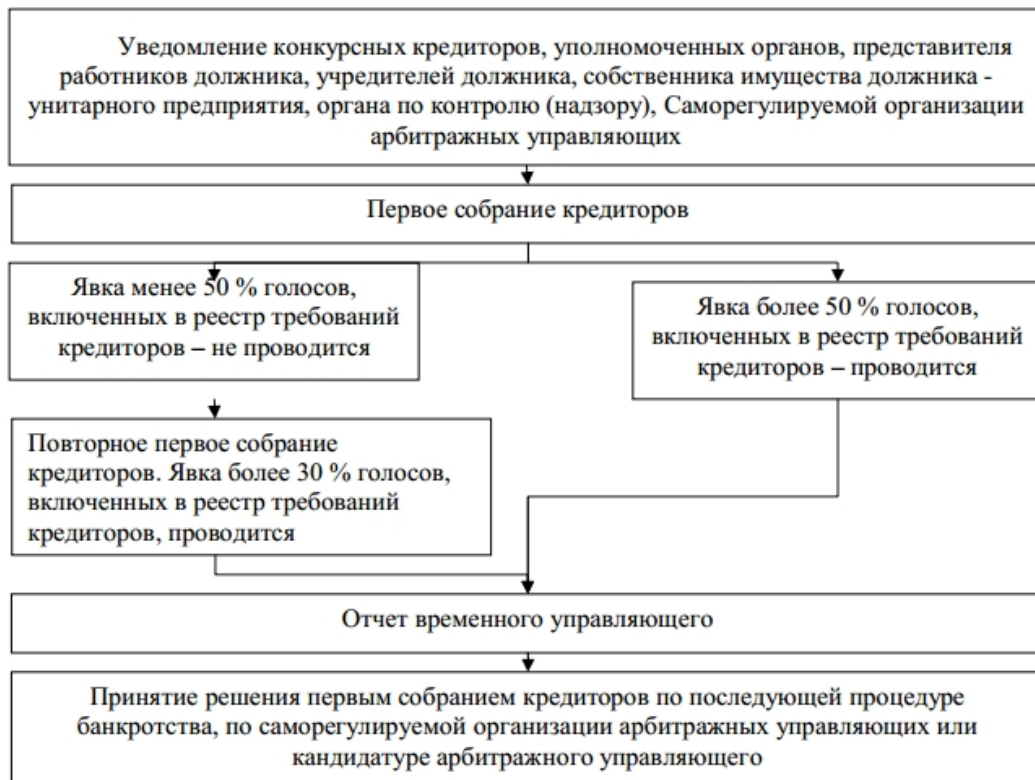 Уведомление конкурсных кредиторов, уполномоченных органов, представителя
работников должника, учредителей должника, собственника имущества должника -
унитарного предприятия, органа по контролю (надзору), Саморегулируемой организации
арбитражных управляющих
Первое собрание кредиторов
Явка менее 50 % голосов,
включенных в реестр требований
кредиторов – не проводится
Явка более 50 % голосов,
включенных в реестр требований
кредиторов – проводится
Повторное первое собрание
кредиторов. Явка более 30 % голосов,
включенных в реестр требований
кредиторов, проводится
Отчет временного управляющего
Принятие решения первым собранием кредиторов по последующей процедуре
банкротства, по саморегулируемой организации арбитражных управляющих или
кандидатуре арбитражного управляющего